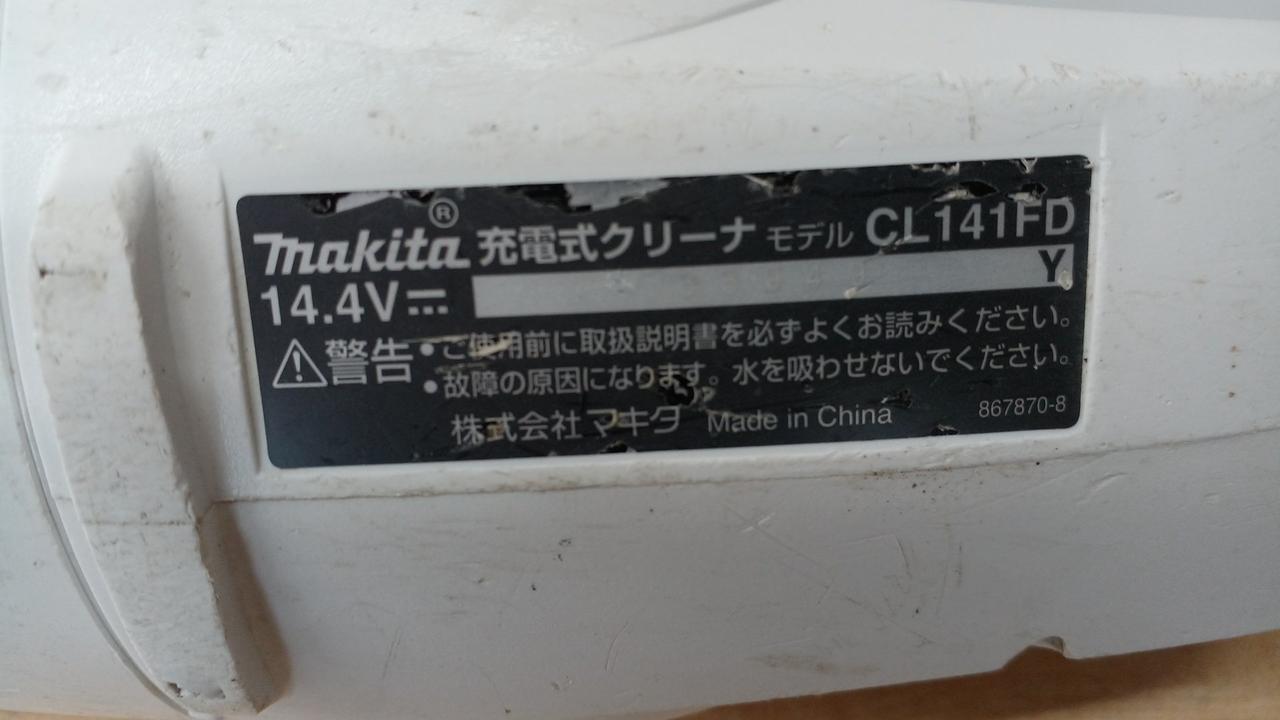 makita® 充電式クリーナ モデル CL141FD
14.4V⎓ Y
⚠警告 •ご使用前に取扱説明書を必ずよくお読みください。
•故障の原因になります。水を吸わせないでください。
株式会社マキタ Made in China 867870-8